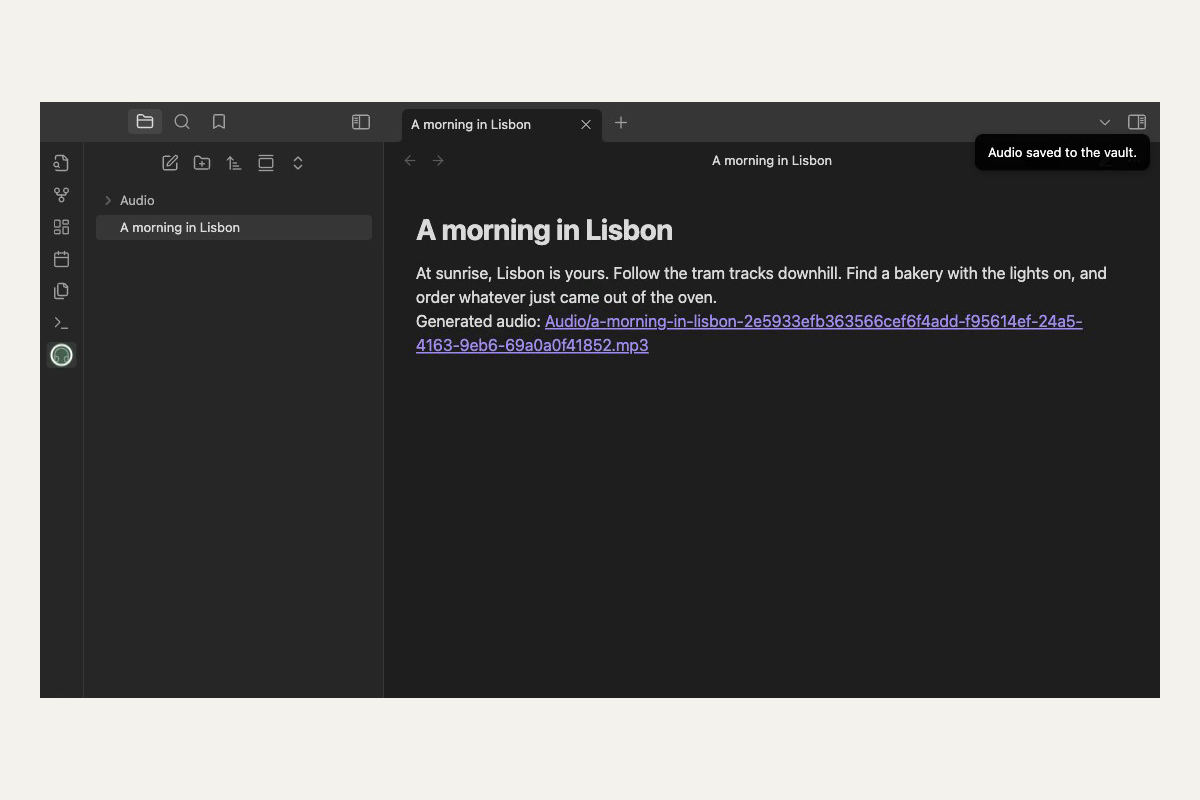 A morning in Lisbon
A morning in Lisbon
Audio saved to the vault.
Audio
A morning in Lisbon
A morning in Lisbon
At sunrise, Lisbon is yours. Follow the tram tracks downhill. Find a bakery with the lights on, and
order whatever just came out of the oven.
Generated audio: Audio/a-morning-in-lisbon-2e5933efb363566cef6f4add-f95614ef-24a5-
4163-9eb6-69a0a0f41852.mp3